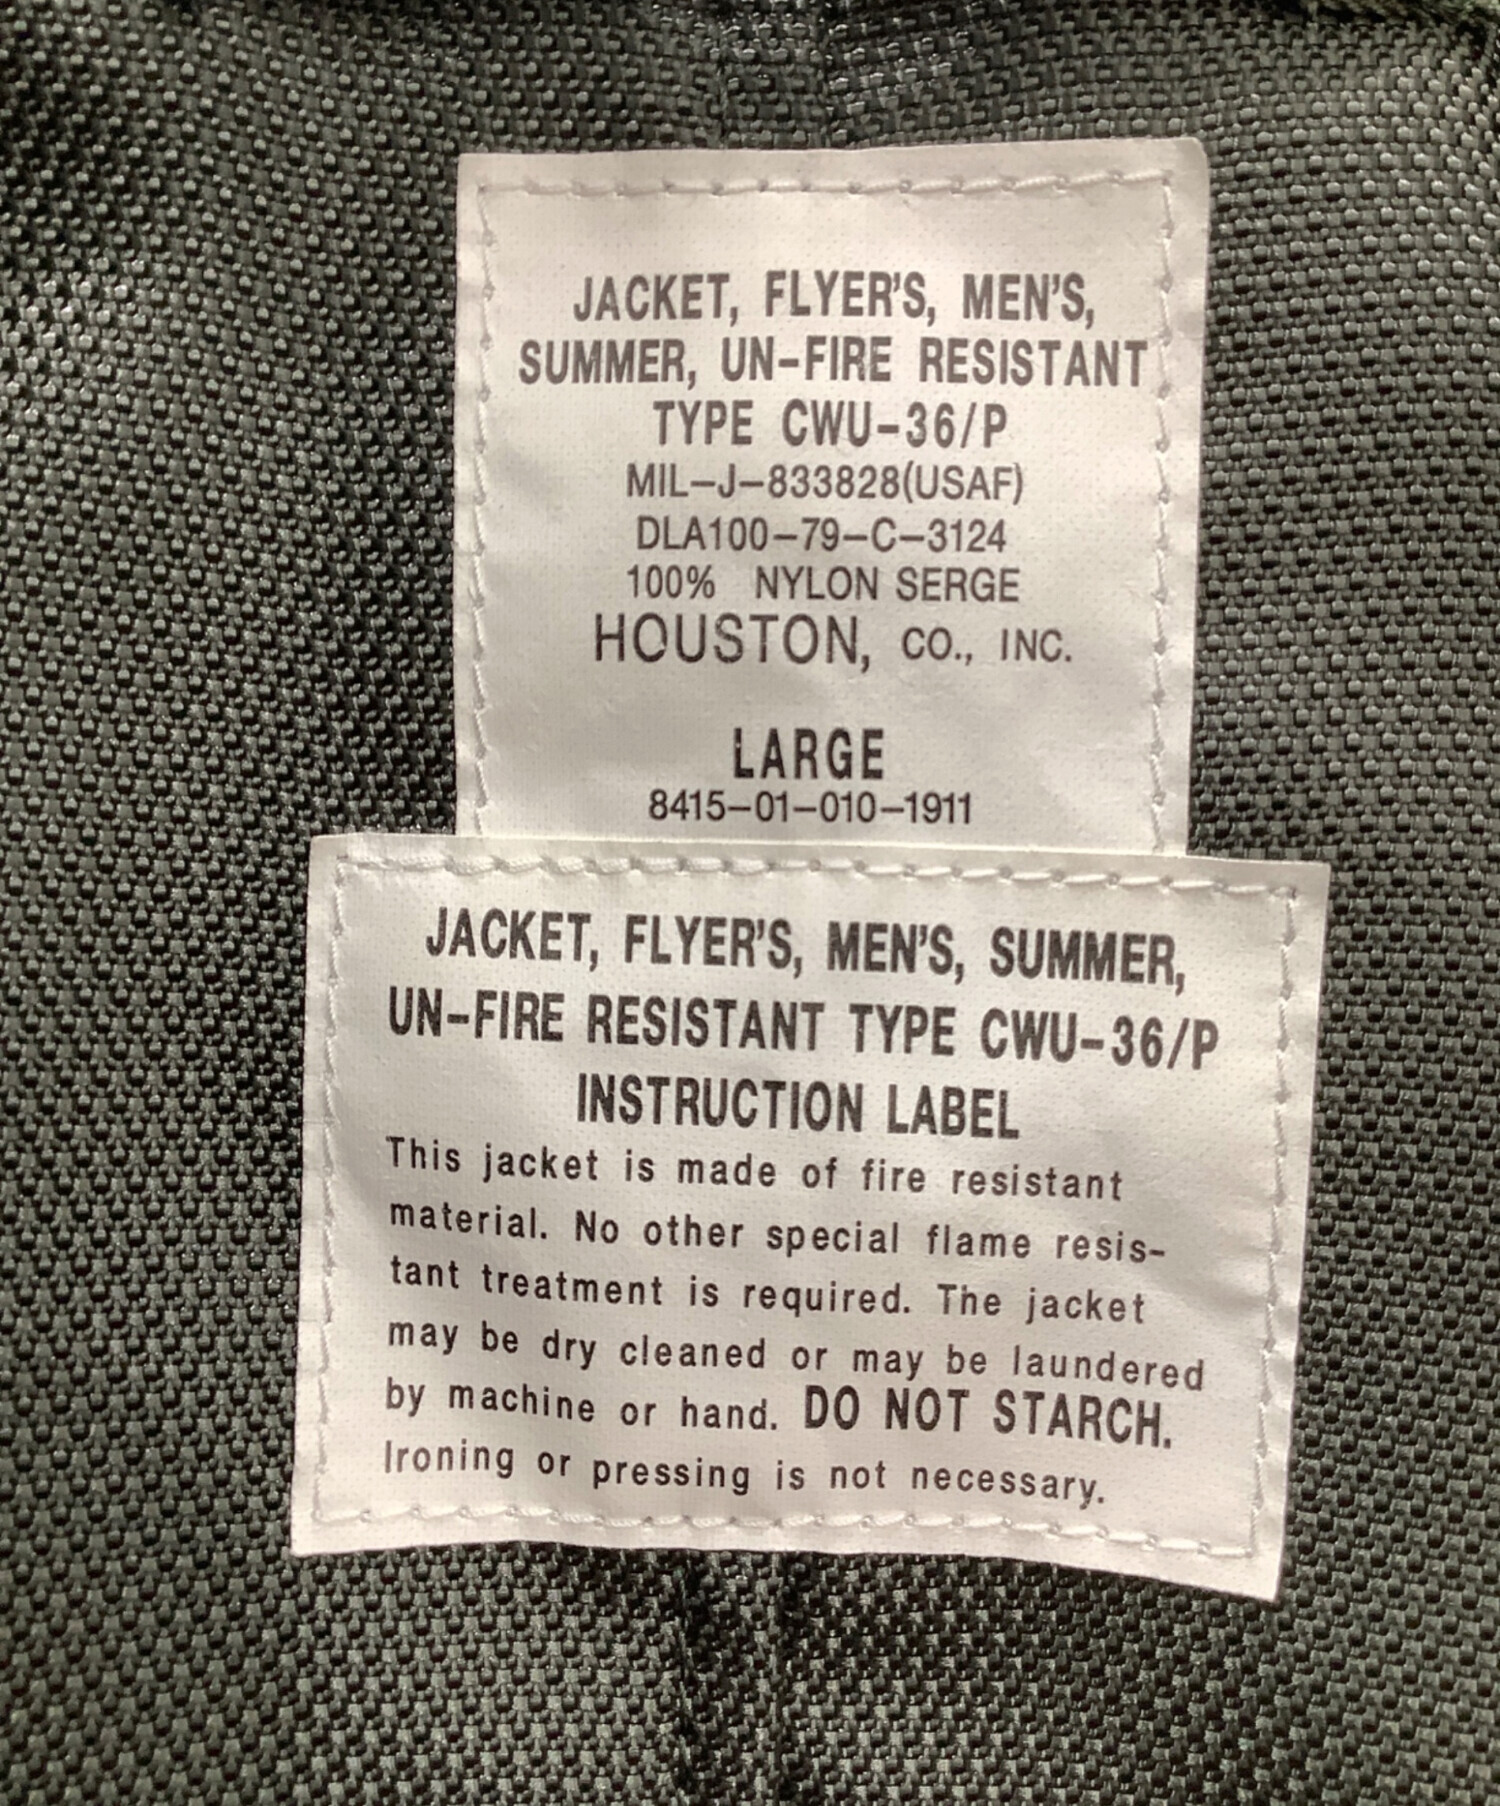 JACKET, FLYER'S, MEN'S,
SUMMER, UN-FIRE RESISTANT
TYPE CWU-36/P
MIL-J-833828(USAF)
DLA100-79-C-3124
100% NYLON SERGE
HOUSTON, CO., INC.
LARGE
8415-01-010-1911
JACKET, FLYER'S, MEN'S, SUMMER,
UN-FIRE RESISTANT TYPE CWU-36/P
INSTRUCTION LABEL
This jacket is made of fire resistant
material. No other special flame resis-
tant treatment is required. The jacket
may be dry cleaned or may be laundered
by machine or hand. DO NOT STARCH.
Ironing or pressing is not necessary.